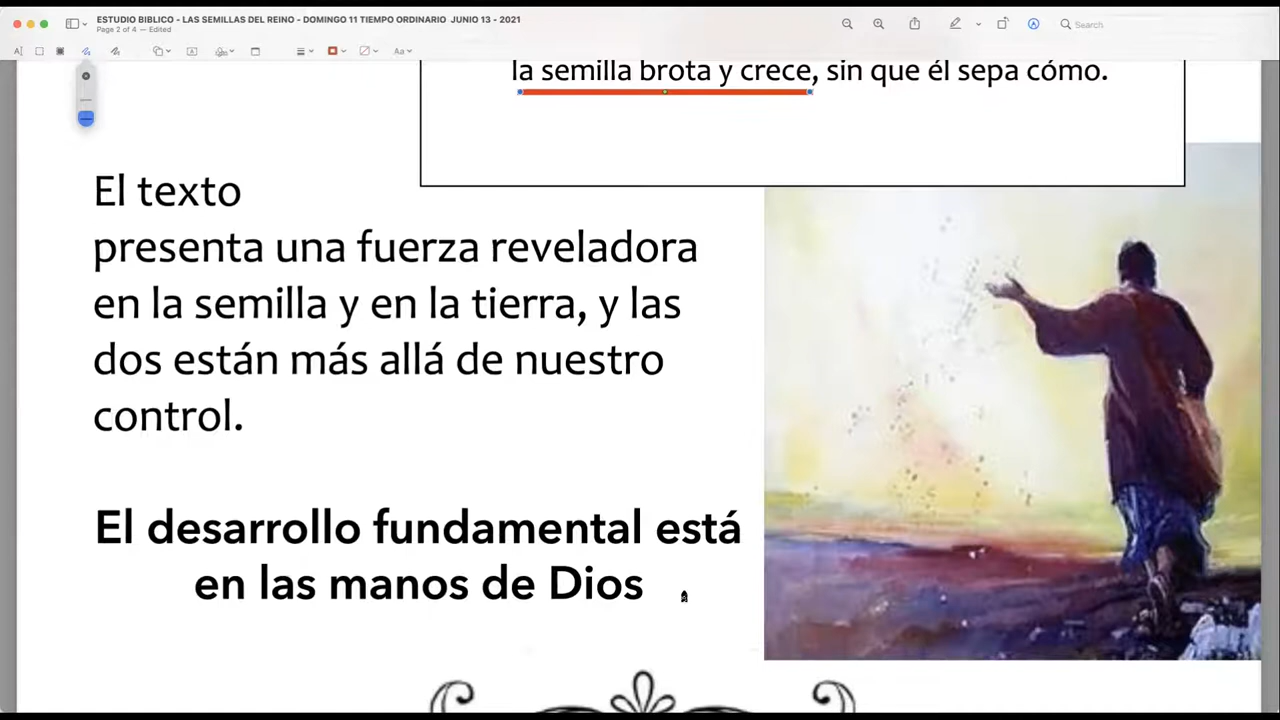 ESTUDIO BIBLICO - LAS SEMILLAS DEL REINO - DOMINGO 11 TIEMPO ORDINARIO JUNIO 13 - 2021
Page 2 of 4 — Edited
Search
Aa
la semilla brota y crece, sin que él sepa cómo.
El texto
presenta una fuerza reveladora
en la semilla y en la tierra, y las
dos están más allá de nuestro
control.
El desarrollo fundamental está
en las manos de Dios